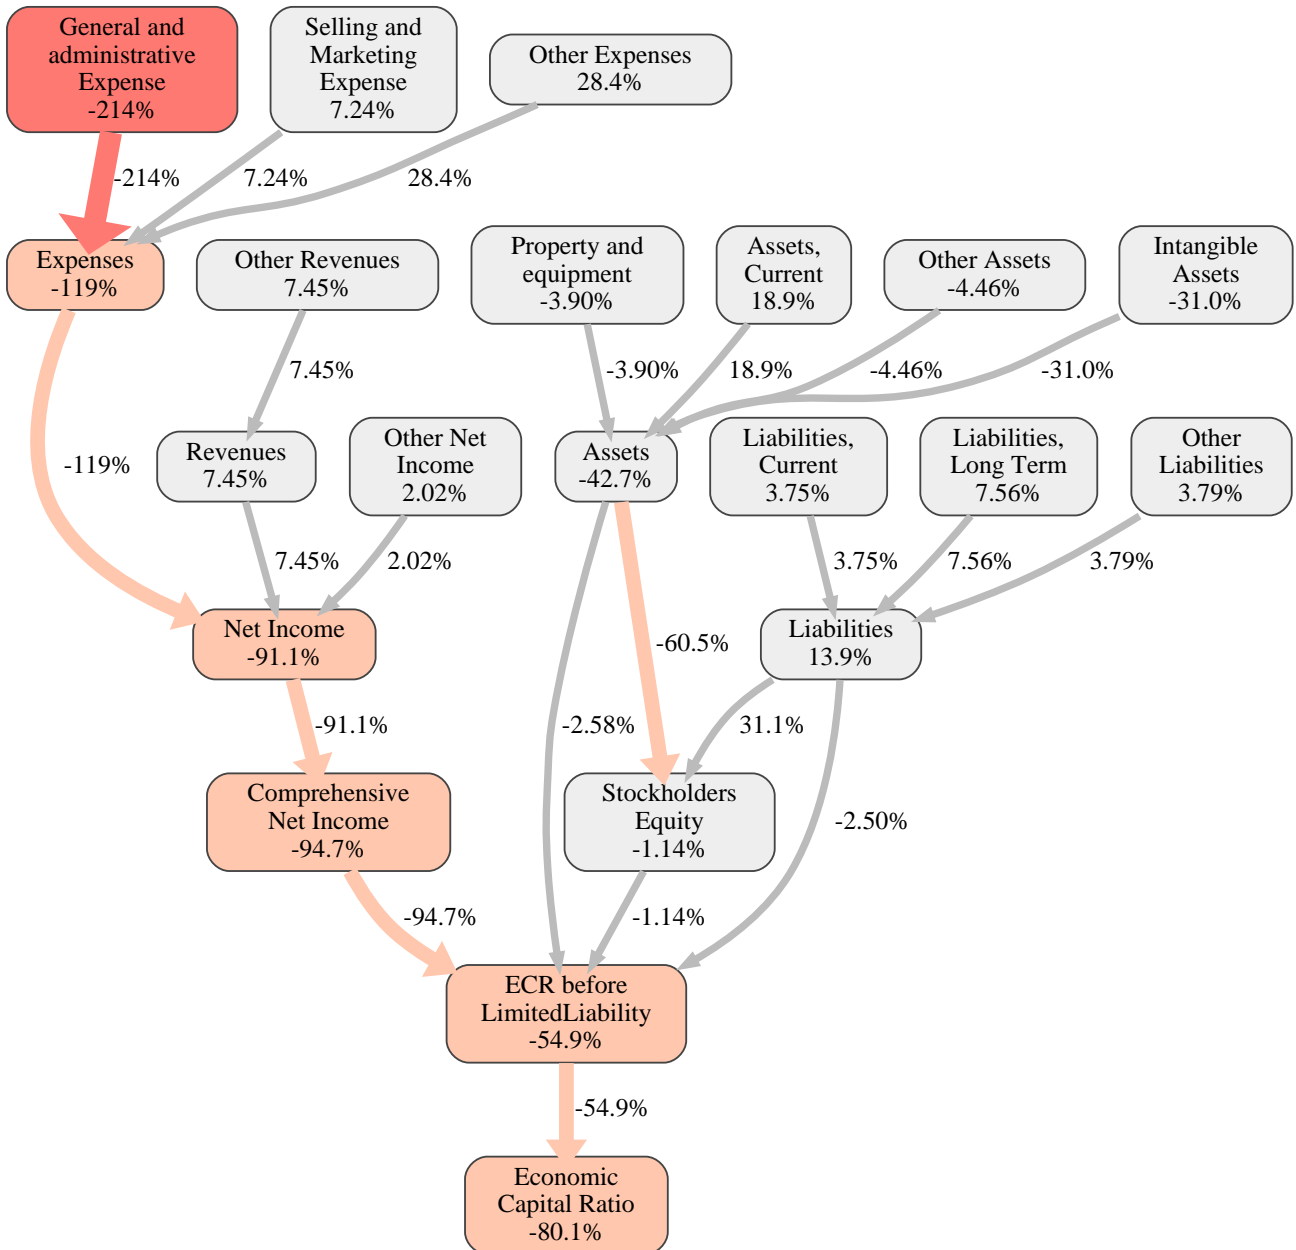 General and
administrative
Expense
-214%
Selling and
Marketing
Expense
7.24%
Other Expenses
28.4%
-214%
7.24%
28.4%
Expenses
-119%
Other Revenues
7.45%
Property and
equipment
-3.90%
Assets,
Current
18.9%
Other Assets
-4.46%
Intangible
Assets
-31.0%
7.45%
-3.90%
18.9%
-4.46%
-31.0%
-119%
Revenues
7.45%
Other Net
Income
2.02%
Assets
-42.7%
Liabilities,
Current
3.75%
Liabilities,
Long Term
7.56%
Other
Liabilities
3.79%
7.45%
2.02%
3.75%
7.56%
3.79%
Net Income
-91.1%
-60.5%
Liabilities
13.9%
-91.1%
-2.58%
31.1%
Comprehensive
Net Income
-94.7%
Stockholders
Equity
-1.14%
-2.50%
-94.7%
-1.14%
ECR before
LimitedLiability
-54.9%
-54.9%
Economic
Capital Ratio
-80.1%